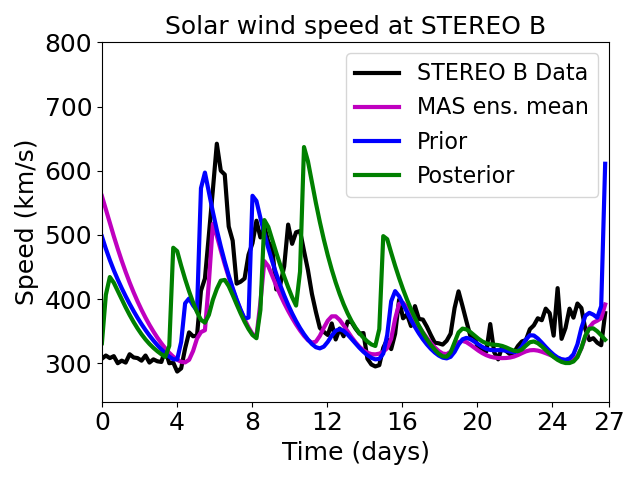 Solar wind speed at STEREO B
800
700
600
500
400
300
Speed (km/s)
STEREO B Data
MAS ens. mean
Prior
Posterior
0 4 8 12 16 20 24 27
Time (days)